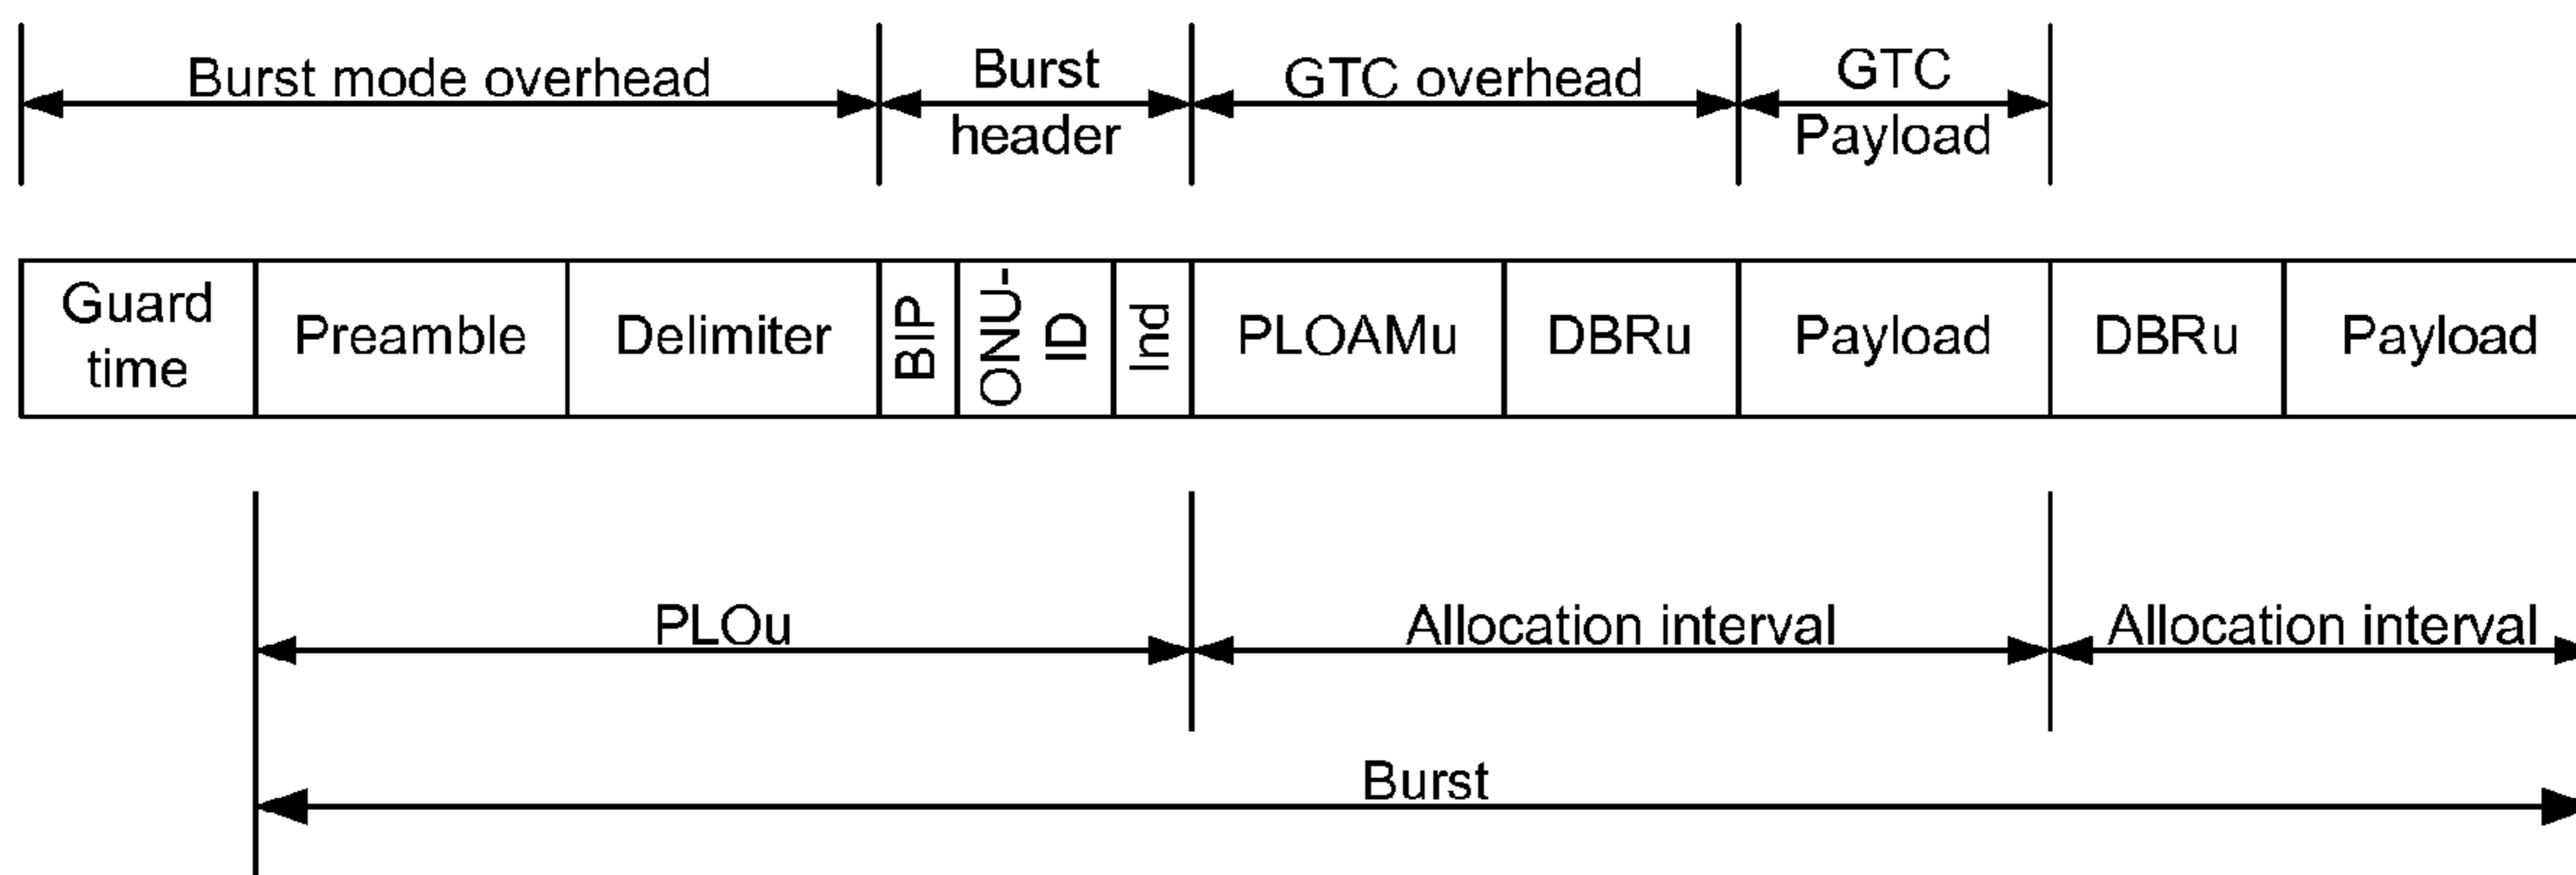 Burst mode overhead
Burst
header
GTC overhead
GTC
Payload
Guard
time
Preamble
Delimiter
BIP
ONU-
ID
Ind
PLOAMu
DBRu
Payload
DBRu
Payload
PLOu
Allocation interval
Allocation interval
Burst